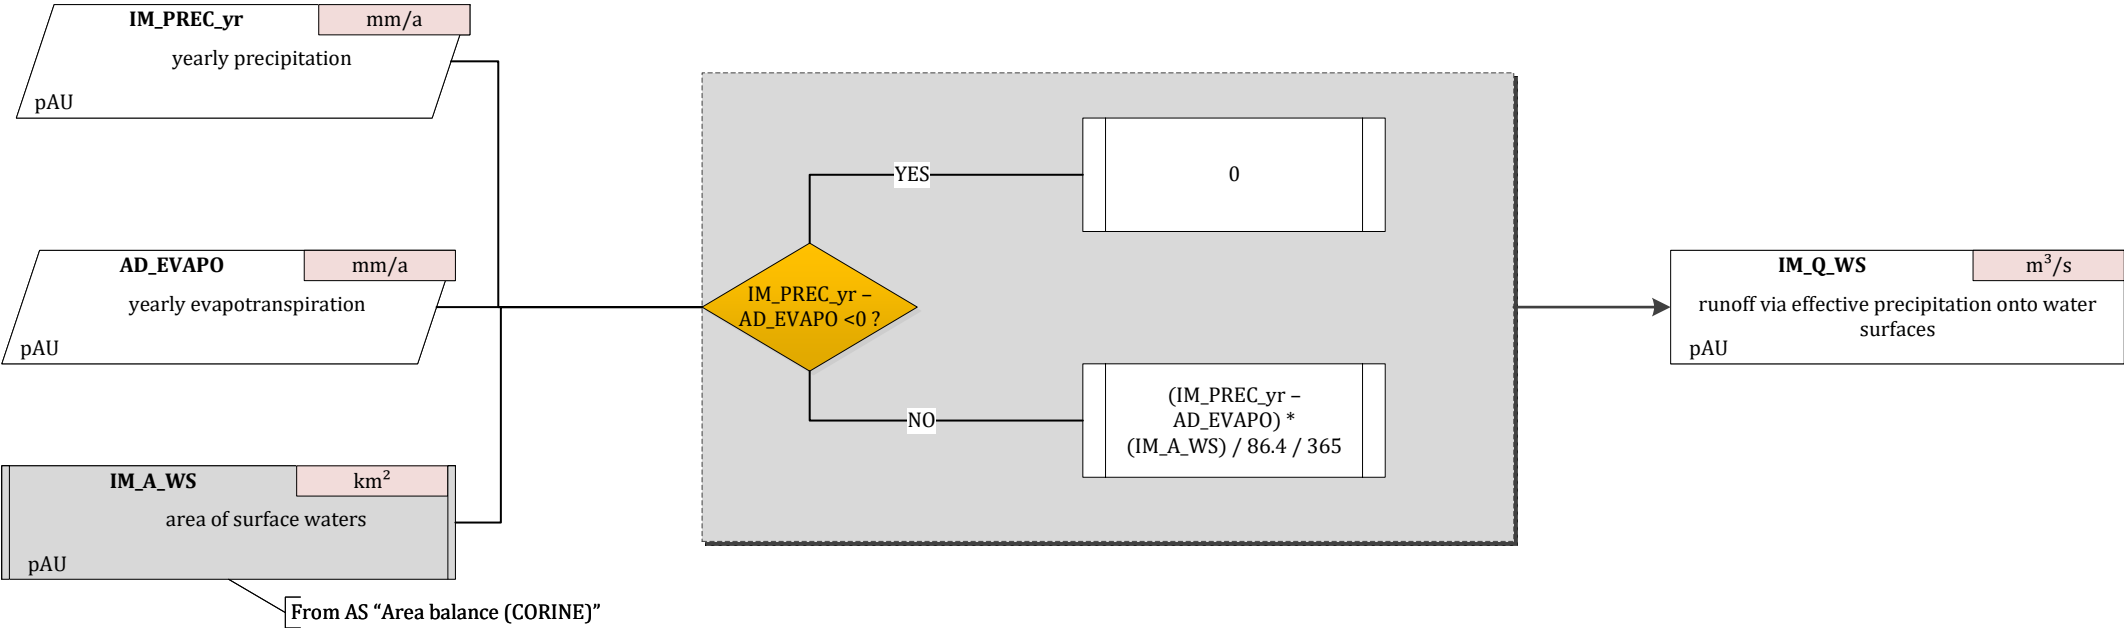 IM_PREC_yr
mm/a
yearly precipitation
pAU
AD_EVAPO
mm/a
yearly evapotranspiration
pAU
IM_A_WS
km²
area of surface waters
pAU
From AS “Area balance (CORINE)”
IM_PREC_yr –
AD_EVAPO <0 ?
YES
0
NO
(IM_PREC_yr –
AD_EVAPO) *
(IM_A_WS) / 86.4 / 365
IM_Q_WS
m³/s
runoff via effective precipitation onto water
surfaces
pAU